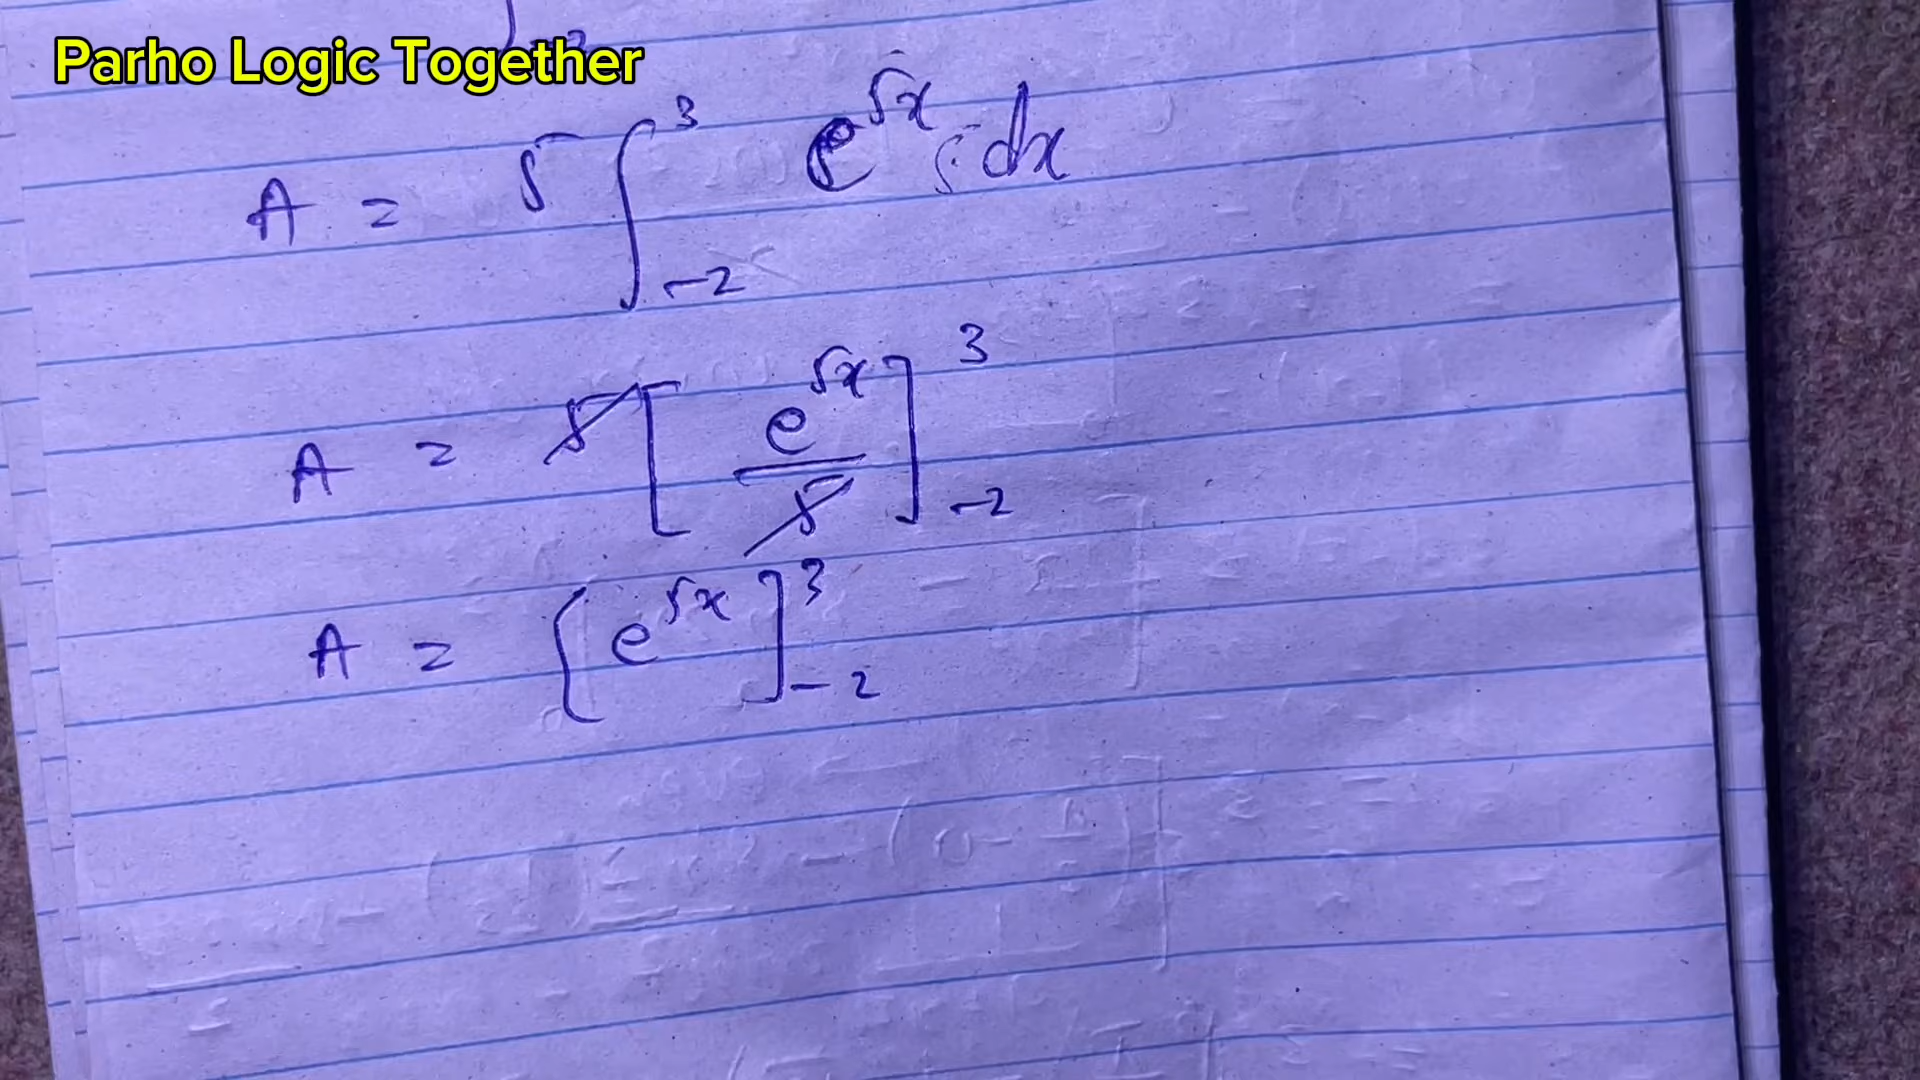 Parho Logic Together
A = 5 ∫₋₂³ e^{5x} dx
A = 5 [ e^{5x} / 5 ]₋₂³
A = [ e^{5x} ]₋₂³